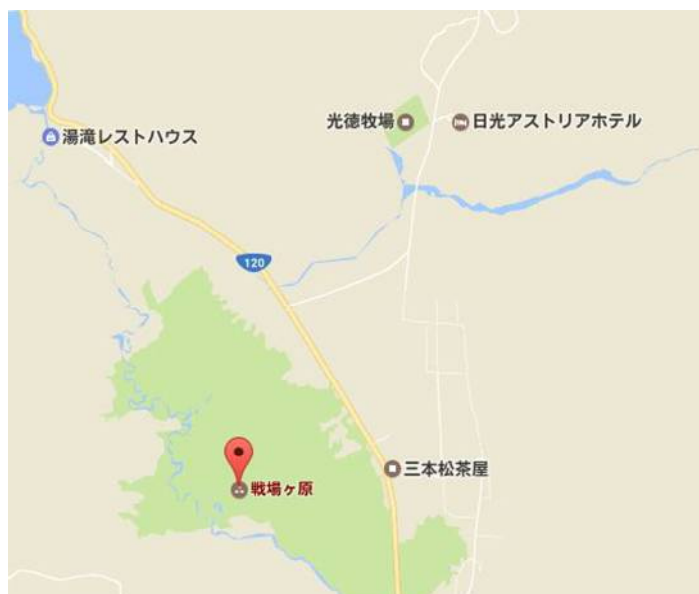 光徳牧場
日光アストリアホテル
湯滝レストハウス
120
三本松茶屋
戦場ヶ原